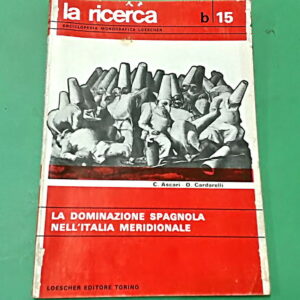 la ricerca
b 15
ENCICLOPEDIA MONOGRAFICA LOESCHER
C. Ascari D. Cardarelli
LA DOMINAZIONE SPAGNOLA
NELL'ITALIA MERIDIONALE
LOESCHER EDITORE TORINO